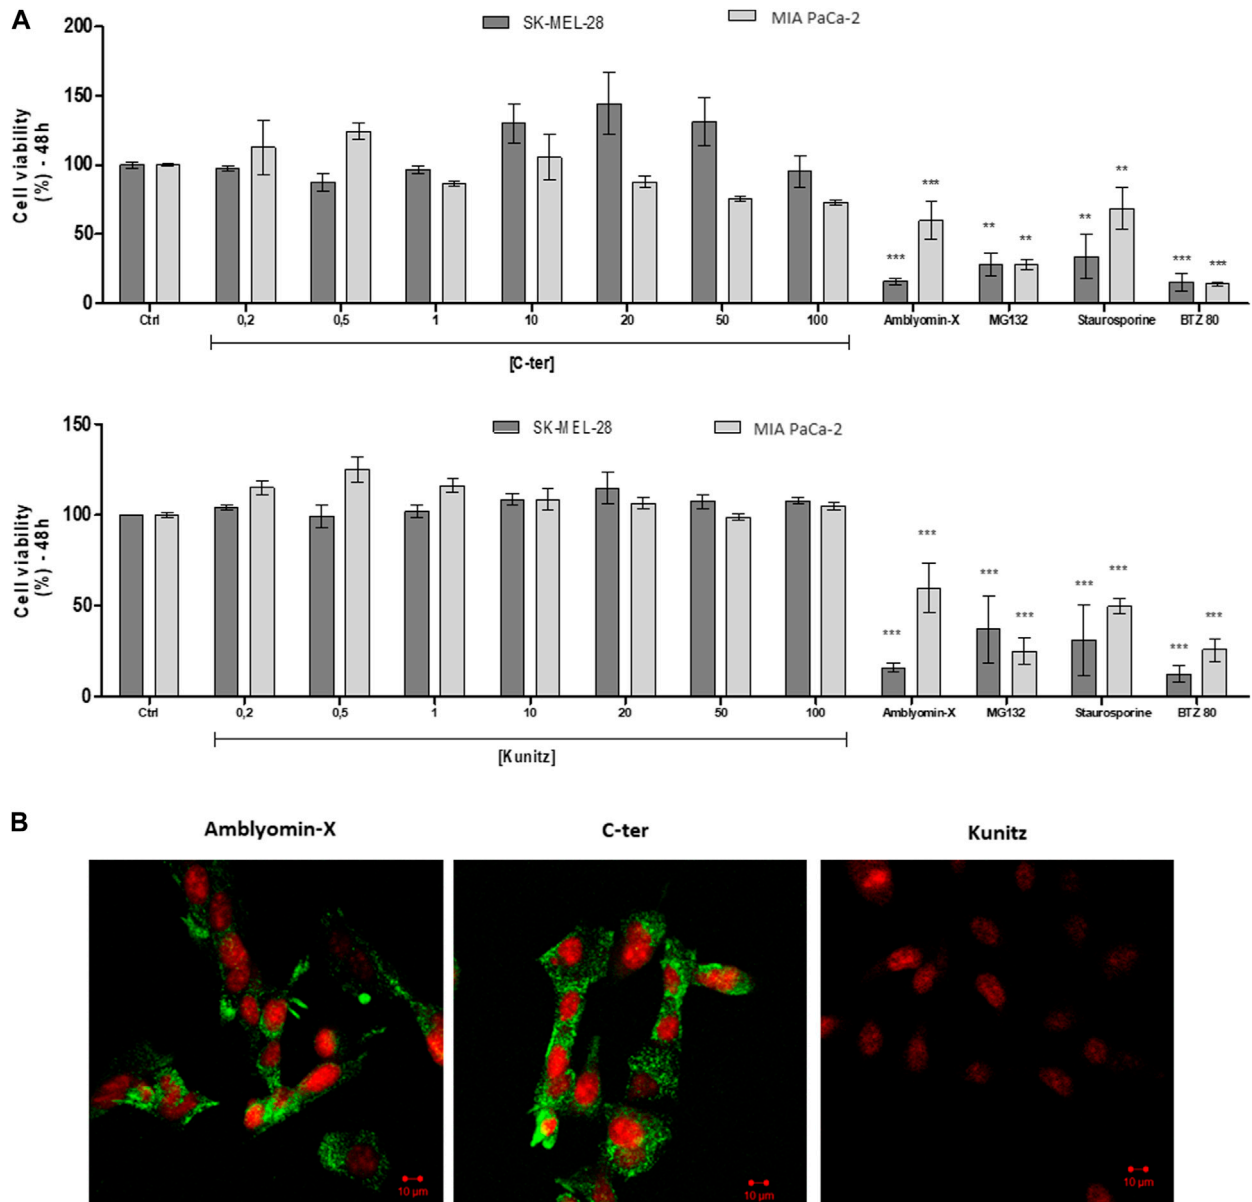 A
SK-MEL-28
MIA PaCa-2
Cell viability
(%) - 48h
200
150
100
50
0
Ctrl 0,2 0,5 1 10 20 50 100 Amblyomin-X MG132 Staurosporine BTZ 80
*** *** ** ** ** ** *** ***
[C-ter]
SK-MEL-28
MIA PaCa-2
Cell viability
(%) - 48h
150
100
50
0
Ctrl 0,2 0,5 1 10 20 50 100 Amblyomin-X MG132 Staurosporine BTZ 80
*** *** *** *** *** *** *** ***
[Kunitz]
B
Amblyomin-X
C-ter
Kunitz
10 µm
10 µm
10 µm